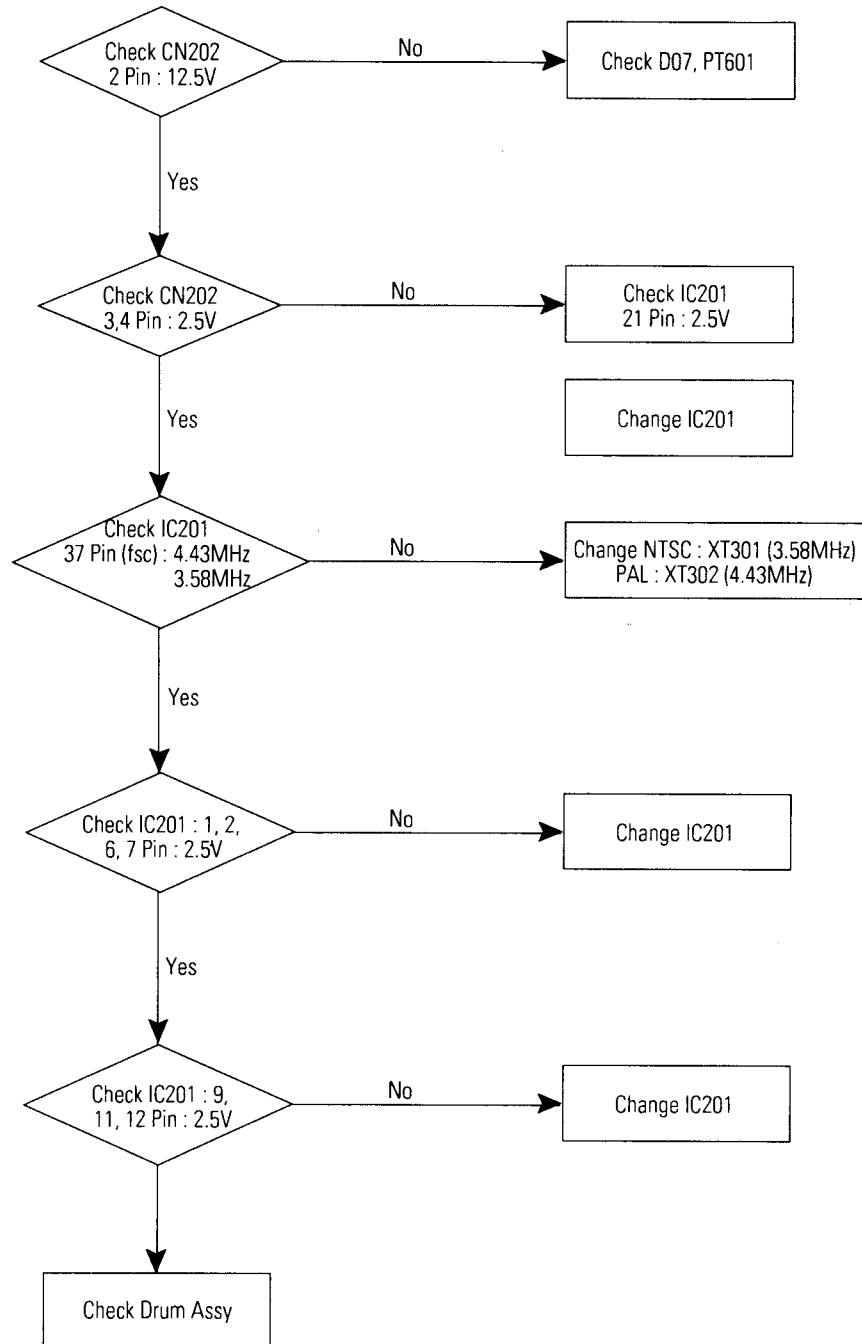 Check CN202
2 Pin : 12.5V
No
Check D07, PT601
Yes
Check CN202
3,4 Pin : 2.5V
No
Check IC201
21 Pin : 2.5V
Yes
Change IC201
Check IC201
37 Pin (fsc) : 4.43MHz
3.58MHz
No
Change NTSC : XT301 (3.58MHz)
PAL : XT302 (4.43MHz)
Yes
Check IC201 : 1, 2,
6, 7 Pin : 2.5V
No
Change IC201
Yes
Check IC201 : 9,
11, 12 Pin : 2.5V
No
Change IC201
Check Drum Assy